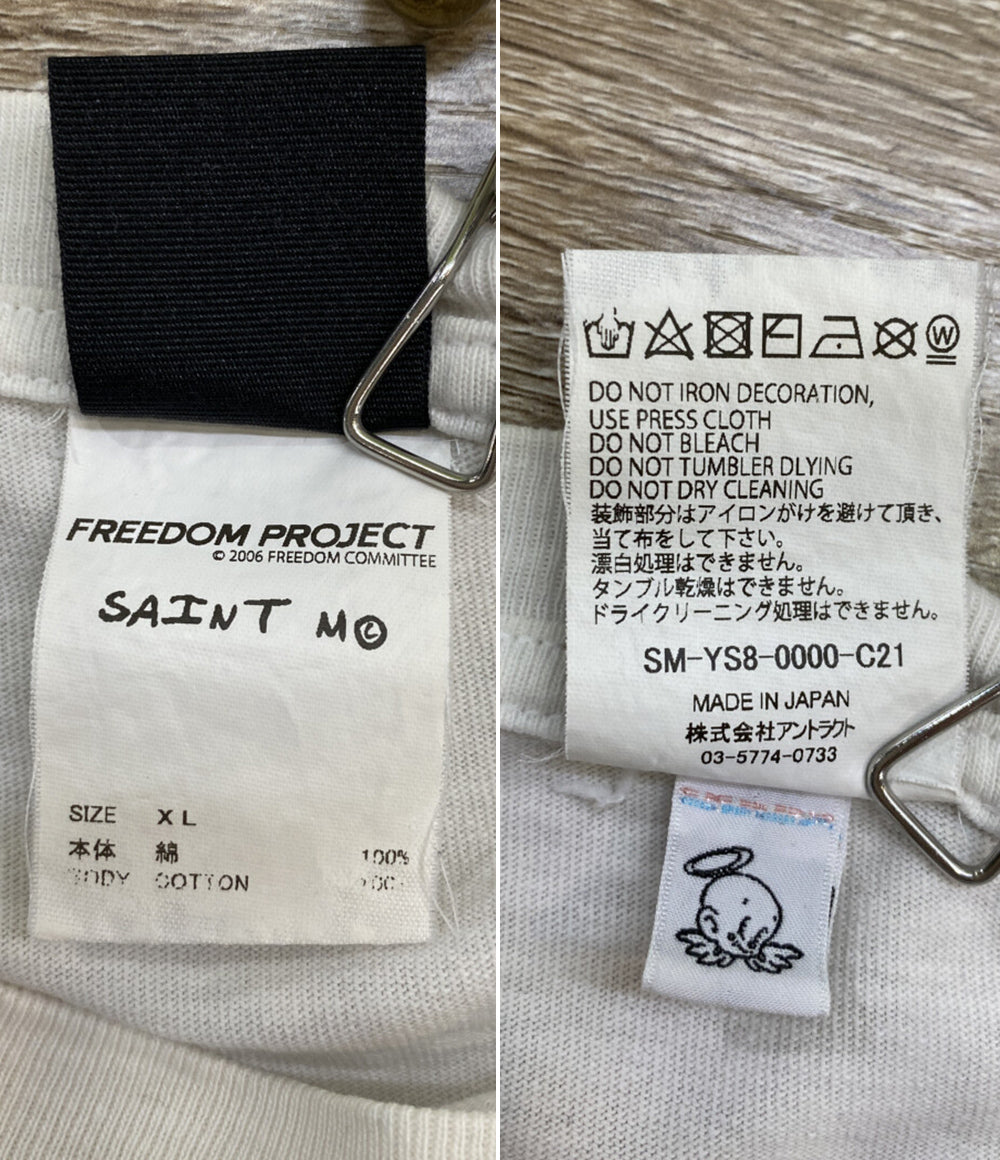 FREEDOM PROJECT
© 2006 FREEDOM COMMITTEE
SAINT M©
SIZE XL
本体 綿 100%
BODY COTTON
W
DO NOT IRON DECORATION,
USE PRESS CLOTH
DO NOT BLEACH
DO NOT TUMBLER DLYING
DO NOT DRY CLEANING
装飾部分はアイロンがけを避けて頂き、
当て布をして下さい。
漂白処理はできません。
タンブル乾燥はできません。
ドライクリーニング処理はできません。
SM-YS8-0000-C21
MADE IN JAPAN
株式会社アントラクト
03-5774-0733